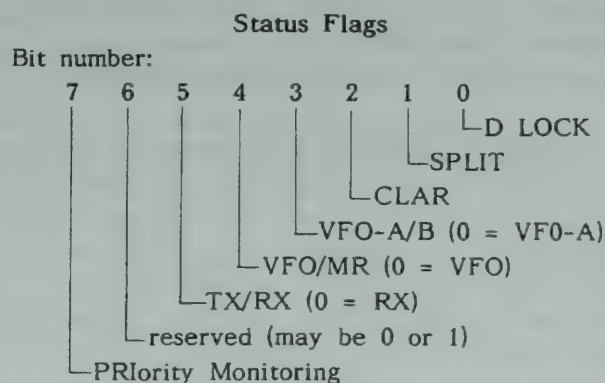 Status Flags
Bit number:
7 6 5 4 3 2 1 0
D LOCK
SPLIT
CLAR
VFO-A/B (0 = VF0-A)
VFO/MR (0 = VFO)
TX/RX (0 = RX)
reserved (may be 0 or 1)
PRIority Monitoring